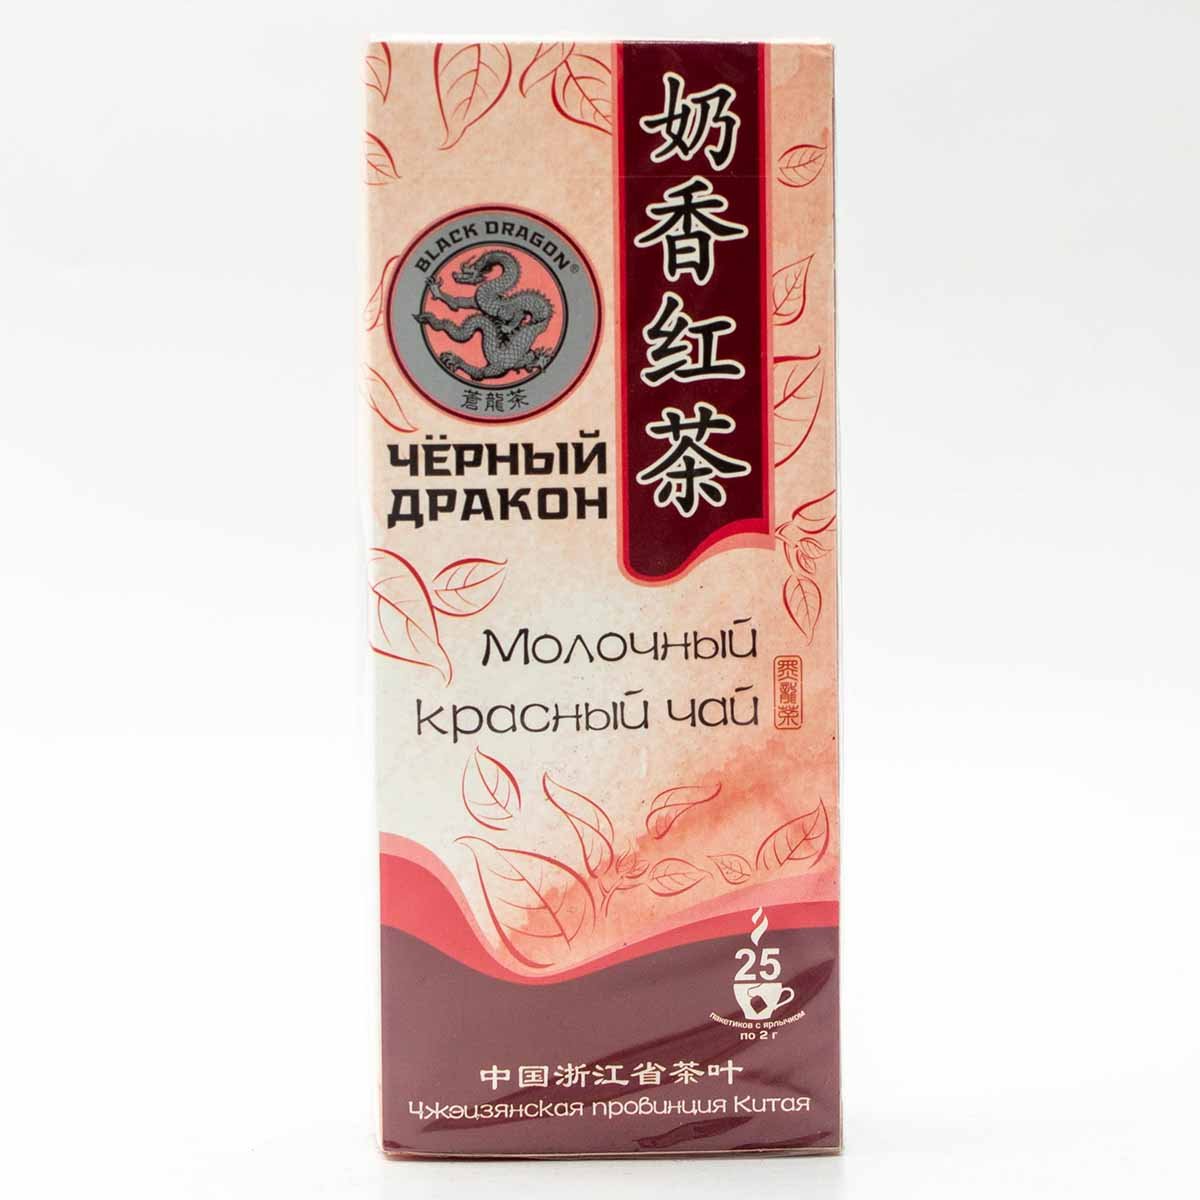 奶香红茶
BLACK DRAGON®
蒼龍茶
ЧЁРНЫЙ
ДРАКОН
Молочный
красный чай
25
пакетиков с ярлычком
по 2 г
中国浙江省茶叶
Чжэцзянская провинция Китая